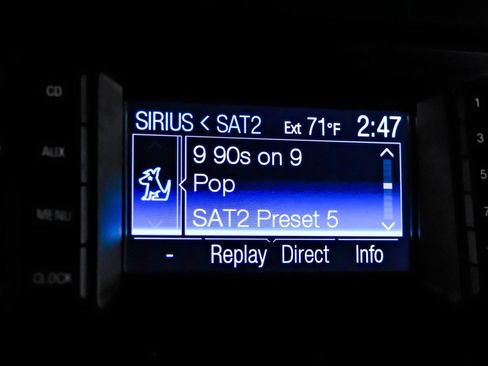 CD
SIRIUS < SAT2 Ext 71°F 2:47
1
9 90s on 9
3
AUX
Pop
5
MENU
SAT2 Preset 5
7
CLOCK
- Replay Direct Info